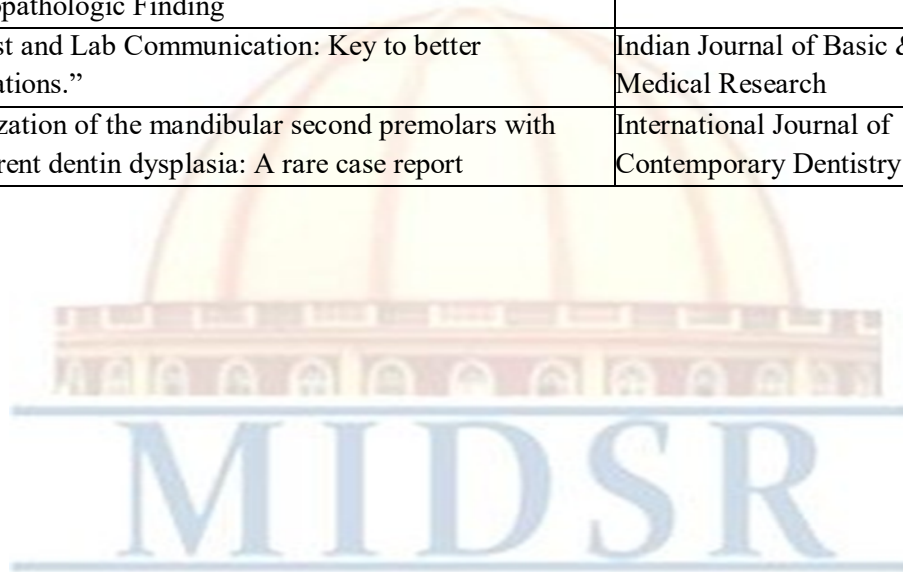 opathologic Finding
st and Lab Communication: Key to better
ations.”
Indian Journal of Basic &
Medical Research
zation of the mandibular second premolars with
rent dentin dysplasia: A rare case report
International Journal of
Contemporary Dentistry
MIDSR